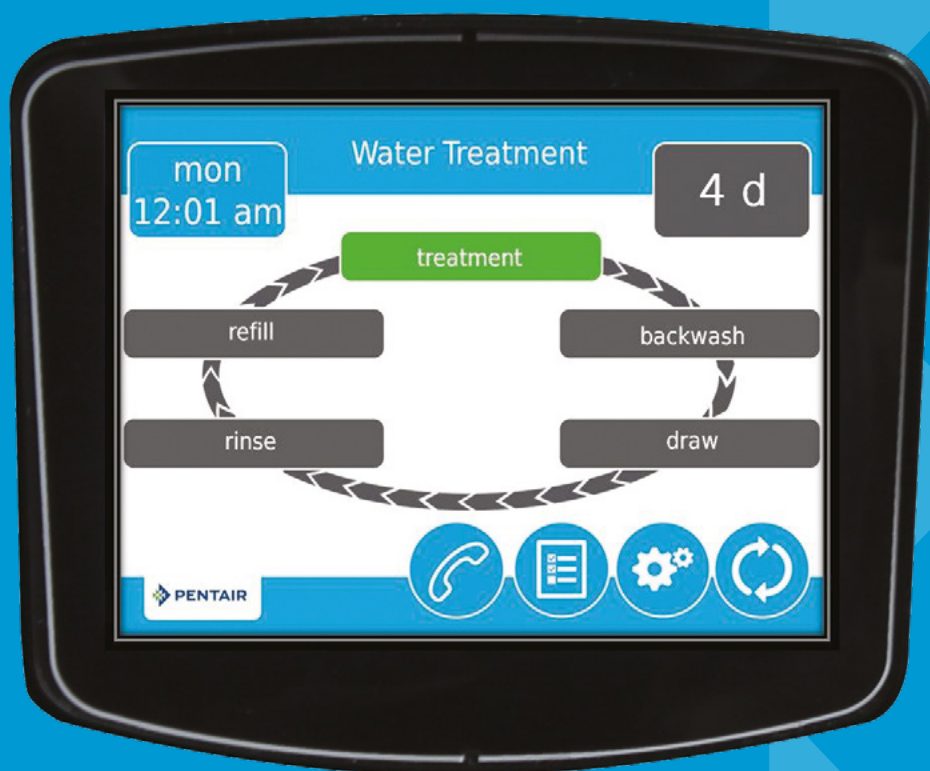 Water Treatment
mon
12:01 am
4 d
treatment
refill
backwash
rinse
draw
PENTAIR